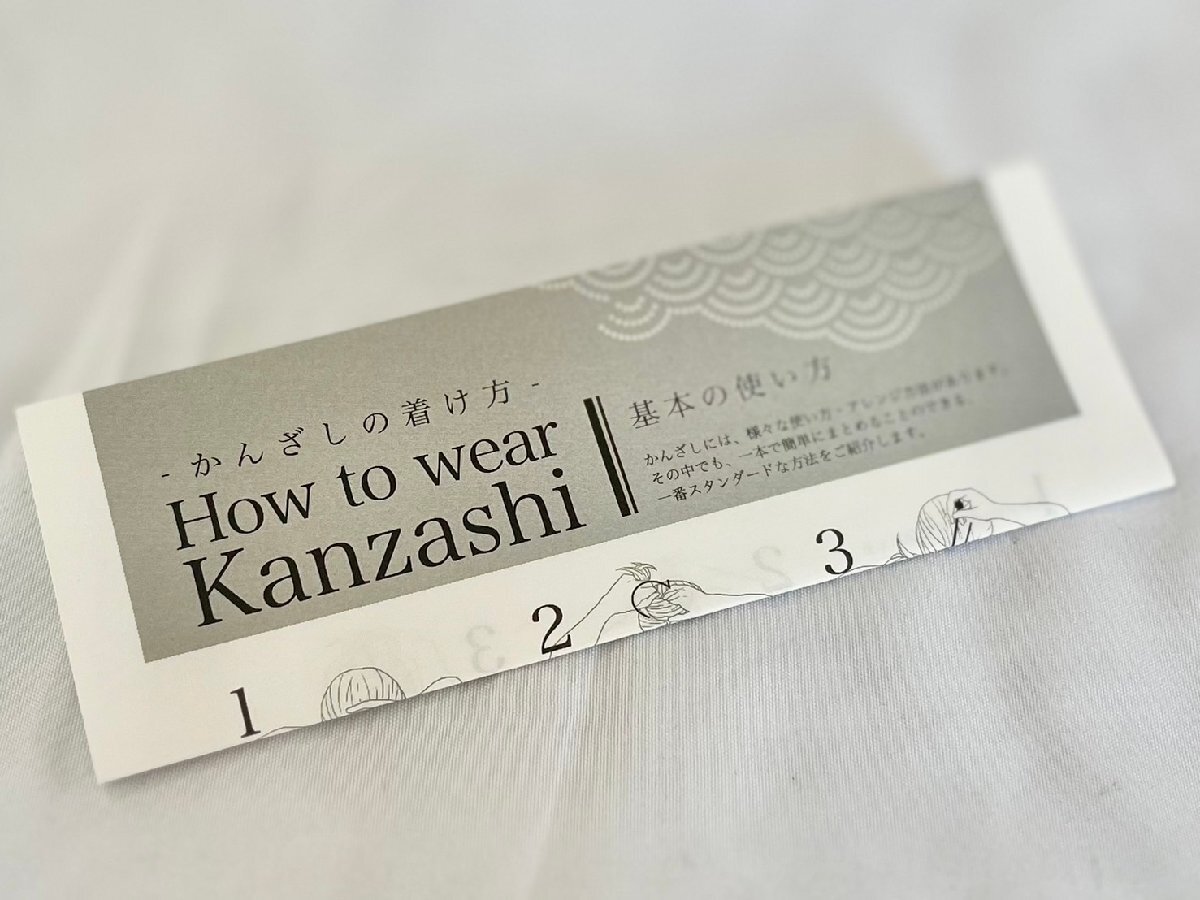 - かんざしの着け方 -
How to wear
Kanzashi
基本の使い方
かんざしには、様々な使い方・アレンジ方法があります。
その中でも、一本で簡単にまとめることのできる、
一番スタンダードな方法をご紹介します。
1
2
3